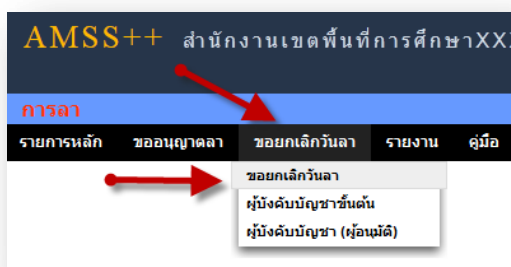 AMSS++ สำนักงานเขตพื้นที่การศึกษาXXX
การลา
รายการหลัก ขออนุญาตลา ขอยกเลิกวันลา รายงาน คู่มือ
ขอยกเลิกวันลา
ผู้บังคับบัญชาขั้นต้น
ผู้บังคับบัญชา (ผู้อนุมัติ)